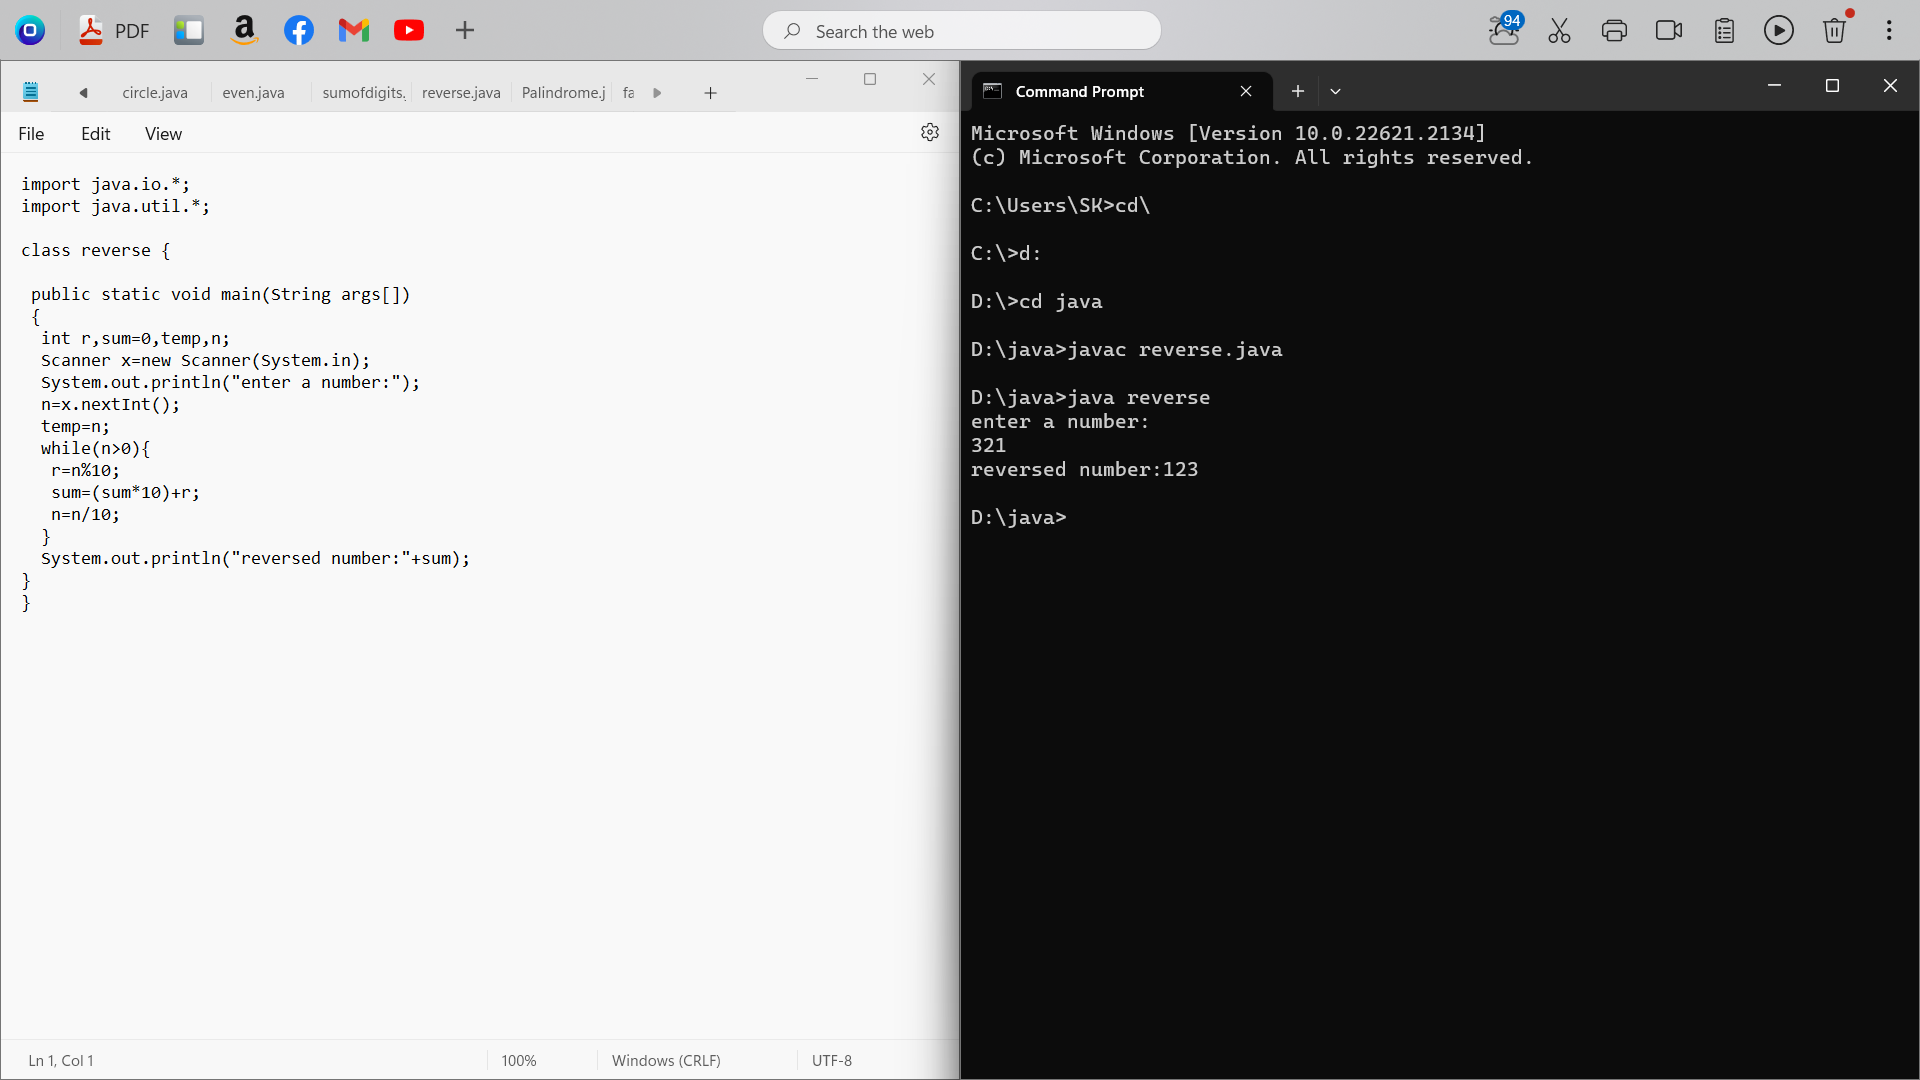 PDF
Search the web
94
circle.java
even.java
sumofdigits.
reverse.java
Palindrome.j
fa
File
Edit
View
import java.io.*;
import java.util.*;
class reverse {
public static void main(String args[])
{
int r,sum=0,temp,n;
Scanner x=new Scanner(System.in);
System.out.println("enter a number:");
n=x.nextInt();
temp=n;
while(n>0){
r=n%10;
sum=(sum*10)+r;
n=n/10;
}
System.out.println("reversed number:"+sum);
}
}
Ln 1, Col 1
100%
Windows (CRLF)
UTF-8
Command Prompt
Microsoft Windows [Version 10.0.22621.2134]
(c) Microsoft Corporation. All rights reserved.
C:\Users\SK>cd\
C:\>d:
D:\>cd java
D:\java>javac reverse.java
D:\java>java reverse
enter a number:
321
reversed number:123
D:\java>